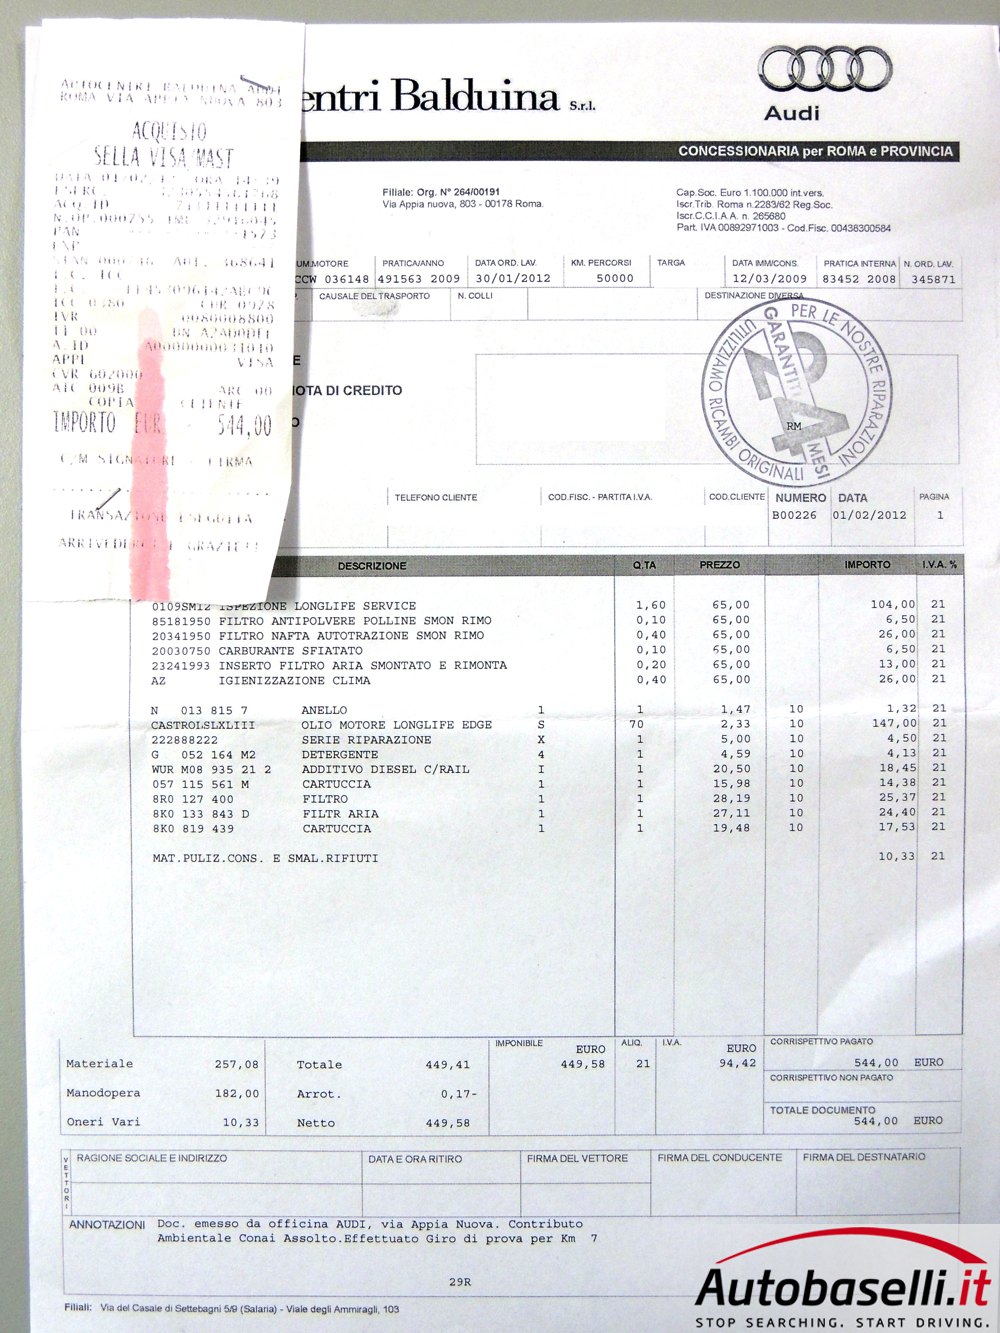 AUTOCENTRI BALDUINA AUDI
ROMA VIA APPIA NUOVA 803
ACQUISTO
SELLA VISA/MAST
ACQ.ID
PAN
EXP
APPL VISA
COPIA CLIENTE
IMPORTO EUR 544,00
C/M SIGNATURE - FIRMA
TRANSAZIONE ESEGUITA
ARRIVEDERCI E GRAZIE!!
entri Balduina S.r.l.
Audi
CONCESSIONARIA per ROMA e PROVINCIA
Filiale: Org. N° 264/00191
Via Appia nuova, 803 - 00178 Roma.
Cap.Soc. Euro 1.100.000 int.vers.
Iscr.Trib. Roma n.2283/62 Reg.Soc.
Iscr.C.C.I.A.A. n. 265680
Part. IVA 00892971003 - Cod.Fisc. 00436300584
UM.MOTORE PRATICA/ANNO DATA ORD. LAV. KM. PERCORSI TARGA DATA IMM/CONS. PRATICA INTERNA N. ORD. LAV.
CCW 036148 491563 2009 30/01/2012 50000 12/03/2009 83452 2008 345871
CAUSALE DEL TRASPORTO N. COLLI DESTINAZIONE DIVERSA
PER LE NOSTRE RIPARAZIONI UTILIZZIAMO RICAMBI ORIGINALI
GARANTITI 24 MESI
RM
E
NOTA DI CREDITO
O
TELEFONO CLIENTE COD.FISC. - PARTITA I.V.A. COD.CLIENTE NUMERO DATA PAGINA
B00226 01/02/2012 1
DESCRIZIONE Q.TA PREZZO IMPORTO I.V.A. %
0109SM12 ISPEZIONE LONGLIFE SERVICE 1,60 65,00 104,00 21
85181950 FILTRO ANTIPOLVERE POLLINE SMON RIMO 0,10 65,00 6,50 21
20341950 FILTRO NAFTA AUTOTRAZIONE SMON RIMO 0,40 65,00 26,00 21
20030750 CARBURANTE SFIATATO 0,10 65,00 6,50 21
23241993 INSERTO FILTRO ARIA SMONTATO E RIMONTA 0,20 65,00 13,00 21
AZ IGIENIZZAZIONE CLIMA 0,40 65,00 26,00 21
N 013 815 7 ANELLO 1 1 1,47 10 1,32 21
CASTROLSLXLIII OLIO MOTORE LONGLIFE EDGE S 70 2,33 10 147,00 21
222888222 SERIE RIPARAZIONE X 1 5,00 10 4,50 21
G 052 164 M2 DETERGENTE 4 1 4,59 10 4,13 21
WUR M08 935 21 2 ADDITIVO DIESEL C/RAIL I 1 20,50 10 18,45 21
057 115 561 M CARTUCCIA 1 1 15,98 10 14,38 21
8R0 127 400 FILTRO 1 1 28,19 10 25,37 21
8K0 133 843 D FILTR ARIA 1 1 27,11 10 24,40 21
8K0 819 439 CARTUCCIA 1 1 19,48 10 17,53 21
MAT.PULIZ.CONS. E SMAL.RIFIUTI 10,33 21
IMPONIBILE EURO ALIQ. I.V.A. EURO CORRISPETTIVO PAGATO
Materiale 257,08 Totale 449,41 449,58 21 94,42 544,00 EURO
CORRISPETTIVO NON PAGATO
Manodopera 182,00 Arrot. 0,17-
TOTALE DOCUMENTO
Oneri Vari 10,33 Netto 449,58 544,00 EURO
VETTORI
RAGIONE SOCIALE E INDIRIZZO DATA E ORA RITIRO FIRMA DEL VETTORE FIRMA DEL CONDUCENTE FIRMA DEL DESTNATARIO
ANNOTAZIONI Doc. emesso da officina AUDI, via Appia Nuova. Contributo
Ambientale Conai Assolto.Effettuato Giro di prova per Km 7
29R
Filiali: Via del Casale di Settebagni 5/9 (Salaria) - Viale degli Ammiragli, 103
Autobaselli.it
STOP SEARCHING. START DRIVING.